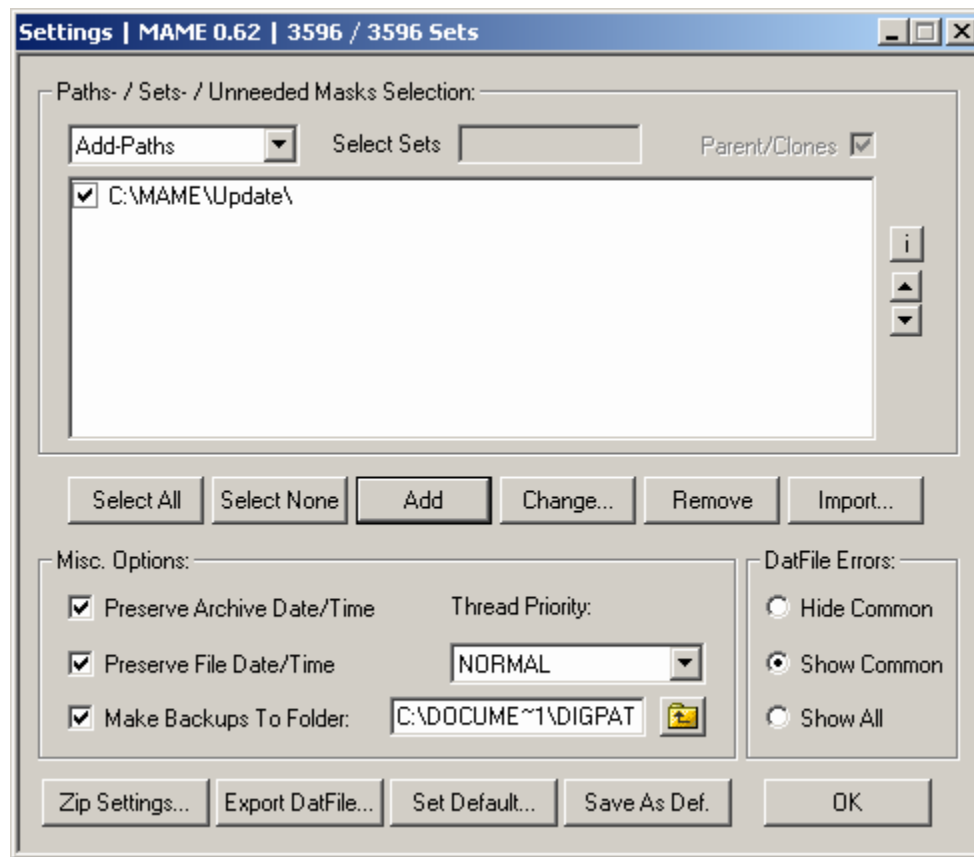 Settings | MAME 0.62 | 3596 / 3596 Sets
Paths- / Sets- / Unneeded Masks Selection:
Add-Paths Select Sets Parent/Clones
C:\MAME\Update\
i
Select All Select None Add Change... Remove Import...
Misc. Options: DatFile Errors:
Preserve Archive Date/Time Thread Priority: Hide Common
Preserve File Date/Time NORMAL Show Common
Make Backups To Folder: C:\DOCUME~1\DIGPAT Show All
Zip Settings... Export DatFile... Set Default... Save As Def. OK